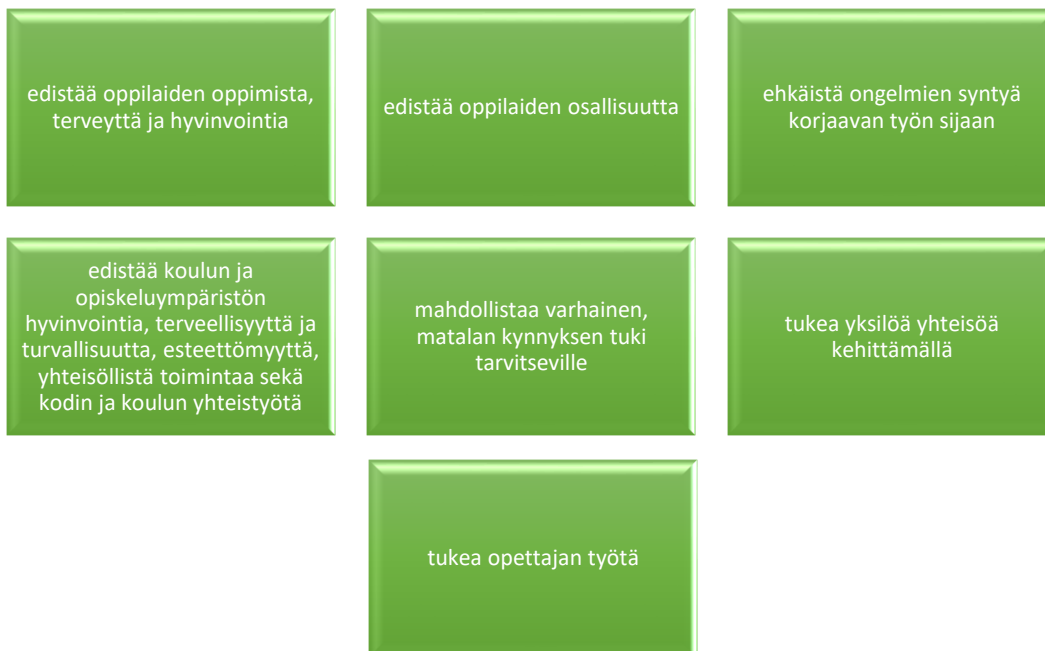 edistää oppilaiden oppimista,
terveyttä ja hyvinvointia
edistää oppilaiden osallisuutta
ehkäistä ongelmien syntyä
korjaavan työn sijaan
edistää koulun ja
opiskeluympäristön
hyvinvointia, terveellisyyttä ja
turvallisuutta, esteettömyyttä,
yhteisöllistä toimintaa sekä
kodin ja koulun yhteistyötä
mahdollistaa varhainen,
matalan kynnyksen tuki
tarvitseville
tukea yksilöä yhteisöä
kehittämällä
tukea opettajan työtä